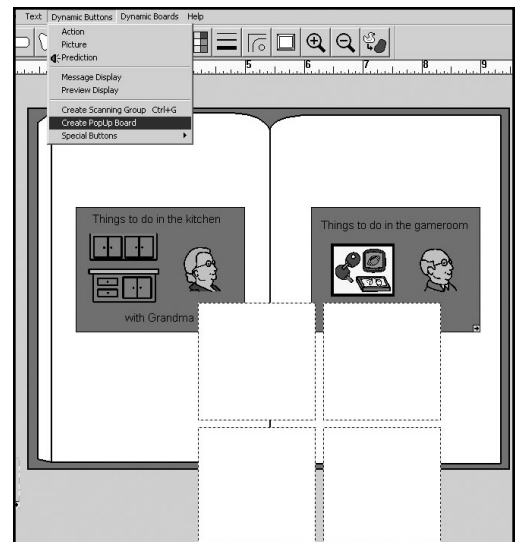 Text Dynamic Buttons Dynamic Boards Help
Action
Picture
Prediction
Message Display
Preview Display
Create Scanning Group Ctrl+G
Create PopUp Board
Special Buttons
5 6 7 8 9
Things to do in the kitchen
with Grandma
Things to do in the gameroom